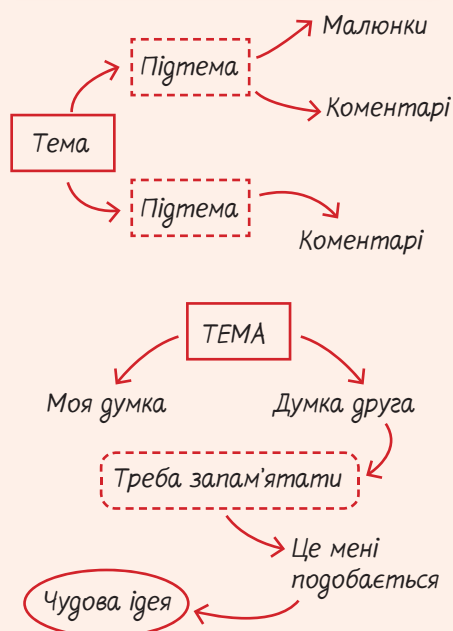 Малюнки
Підтема
Коментарі
Тема
Підтема
Коментарі
ТЕМА
Моя думка
Думка друга
Треба запам'ятати
Це мені
подобається
Чудова ідея